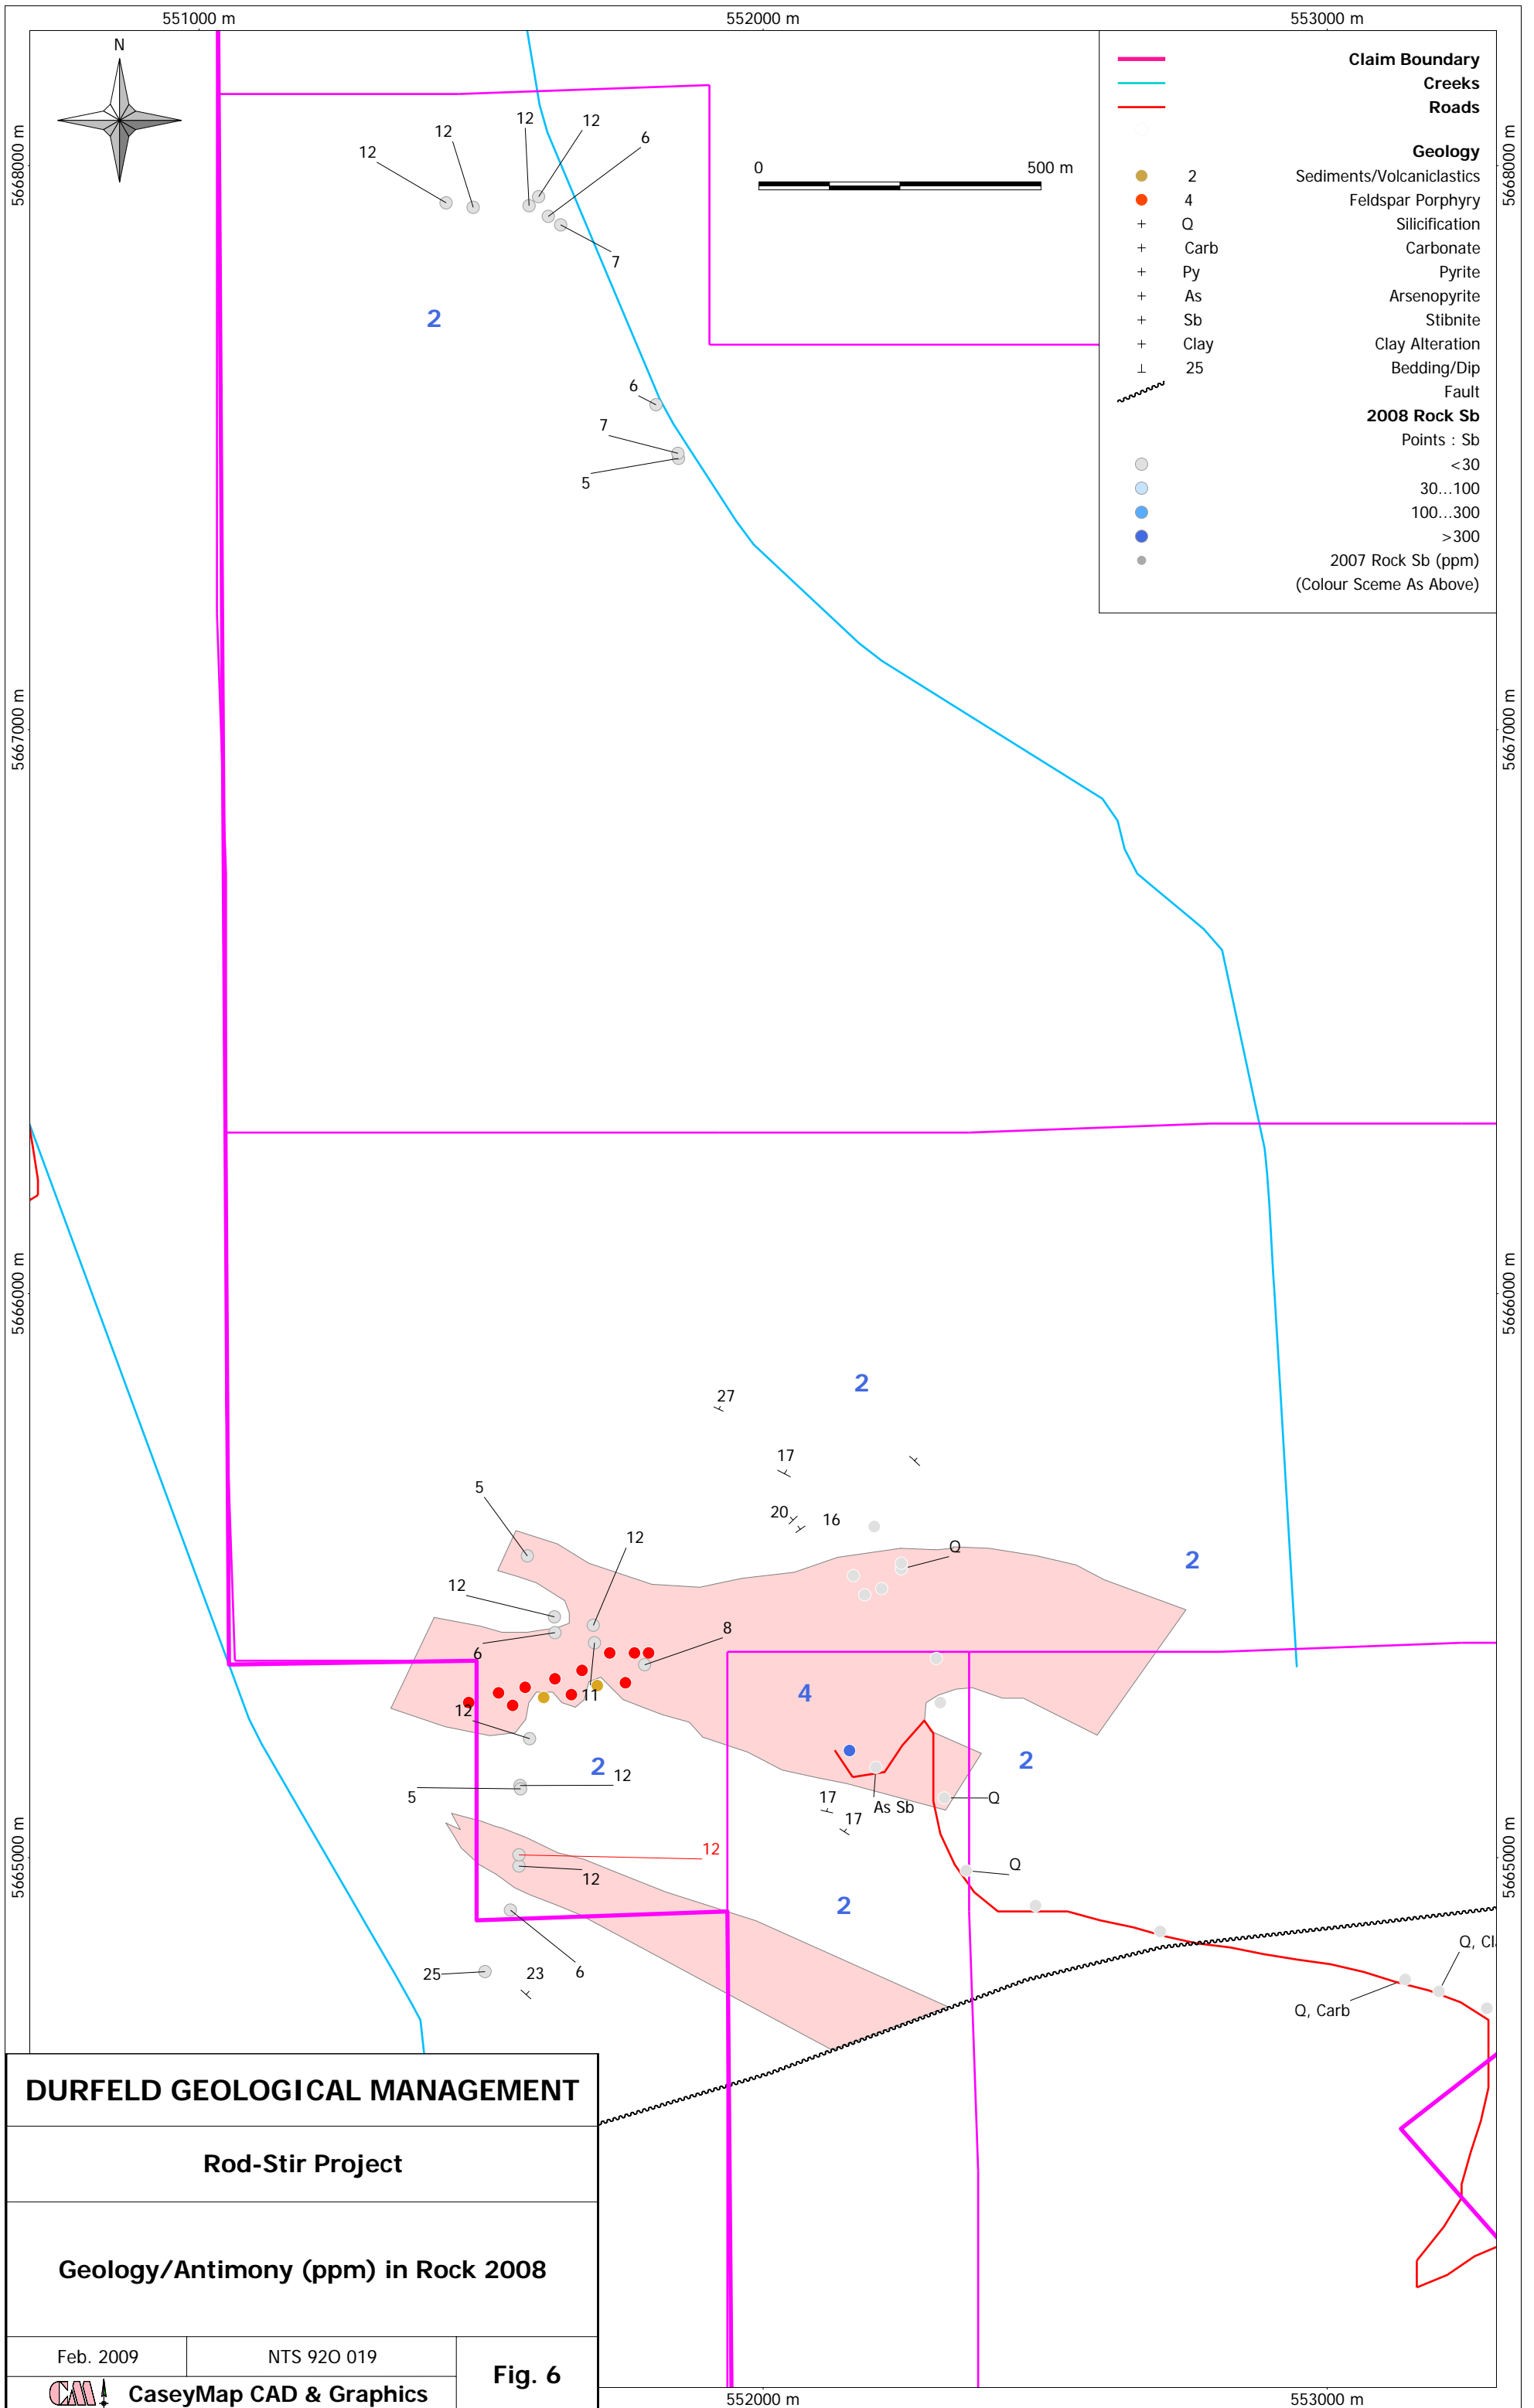 551000 m
552000 m
553000 m
N
Claim Boundary
Creeks
Roads
Geology
2 Sediments/Volcaniclastics
4 Feldspar Porphyry
Q Silicification
Carb Carbonate
Py Pyrite
As Arsenopyrite
Sb Stibnite
Clay Clay Alteration
25 Bedding/Dip
Fault
2008 Rock Sb
Points : Sb
<30
30...100
100...300
>300
2007 Rock Sb (ppm)
(Colour Sceme As Above)
0 500 m
5668000 m
5668000 m
12
12
12
12
6
7
2
6
7
5
5667000 m
5667000 m
5666000 m
5666000 m
2
27
17
5
20
16
12
Q
2
12
8
6
4
11
12
2
2
12
5
17
As Sb
Q
17
5665000 m
5665000 m
12
12
Q
2
Q, Cl
25
23
6
Q, Carb
DURFELD GEOLOGICAL MANAGEMENT
Rod-Stir Project
Geology/Antimony (ppm) in Rock 2008
Feb. 2009
NTS 92O 019
Fig. 6
CaseyMap CAD & Graphics
552000 m
553000 m